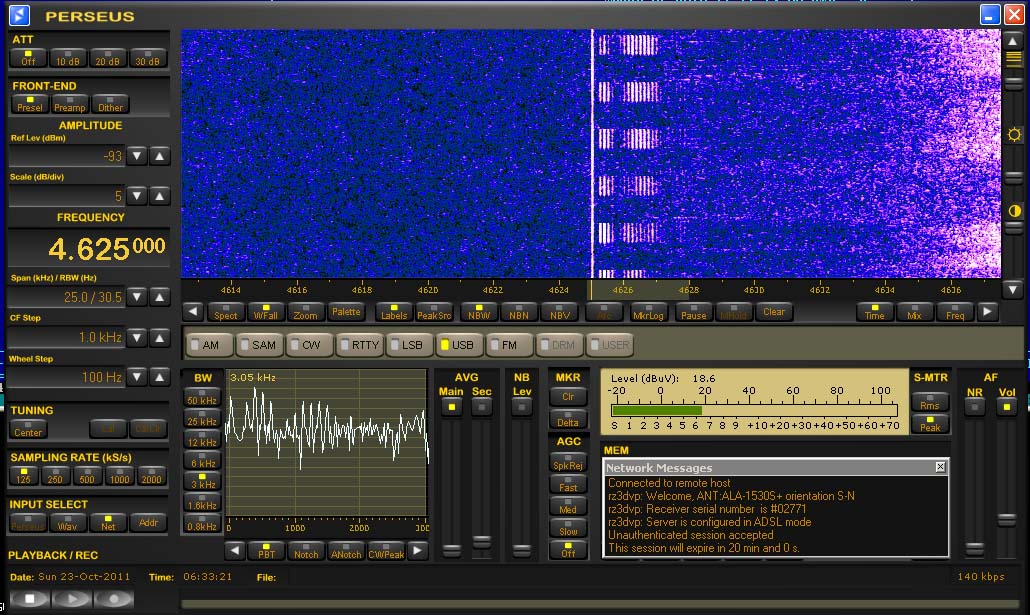 PERSEUS
ATT
Off 10 dB 20 dB 30 dB
FRONT-END
Presel Preamp Dither
AMPLITUDE
Ref Lev (dBm)
-93
Scale (dB/div)
5
FREQUENCY
4.625000
Span (kHz) / RBW (Hz)
25.0 / 30.5
CF Step
1.0 kHz
Wheel Step
100 Hz
TUNING
Center
SAMPLING RATE (kS/s)
125 250 500 1000 2000
INPUT SELECT
Perseus Wav Net Addr
PLAYBACK / REC
4614 4616 4618 4620 4622 4624 4626 4628 4630 4632 4634 4636
Spect WFall Zoom Palette Labels PeakSrc NBW NBN NBV MkrLog Pause MHold Clear Time Mix Freq
AM SAM CW RTTY LSB USB FM DRM USER
BW
50 kHz
25 kHz
12 kHz
6 kHz
3 kHz
1.6kHz
0.8kHz
3.05 kHz
0 1000 2000
PBT Notch ANotch CWPeak
AVG
Main Sec
NB
Lev
MKR
Clr
Delta
AGC
SpkRej
Fast
Med
Slow
Off
Level (dBuV): 18.6
-20 0 20 40 60 80 100
S 1 2 3 4 5 6 7 8 9 +10+20+30+40+50+60+70
S-MTR
Rms
Peak
AF
NR Vol
MEM
Network Messages
Connected to remote host
rz3dvp: Welcome, ANT:ALA-1530S+ orientation S-N
rz3dvp: Receiver serial number is #02771
rz3dvp: Server is configured in ADSL mode
Unauthenticated session accepted
This session will expire in 20 min and 0 s.
Date: Sun 23-Oct-2011 Time: 06:33:21 File:
140 kbps